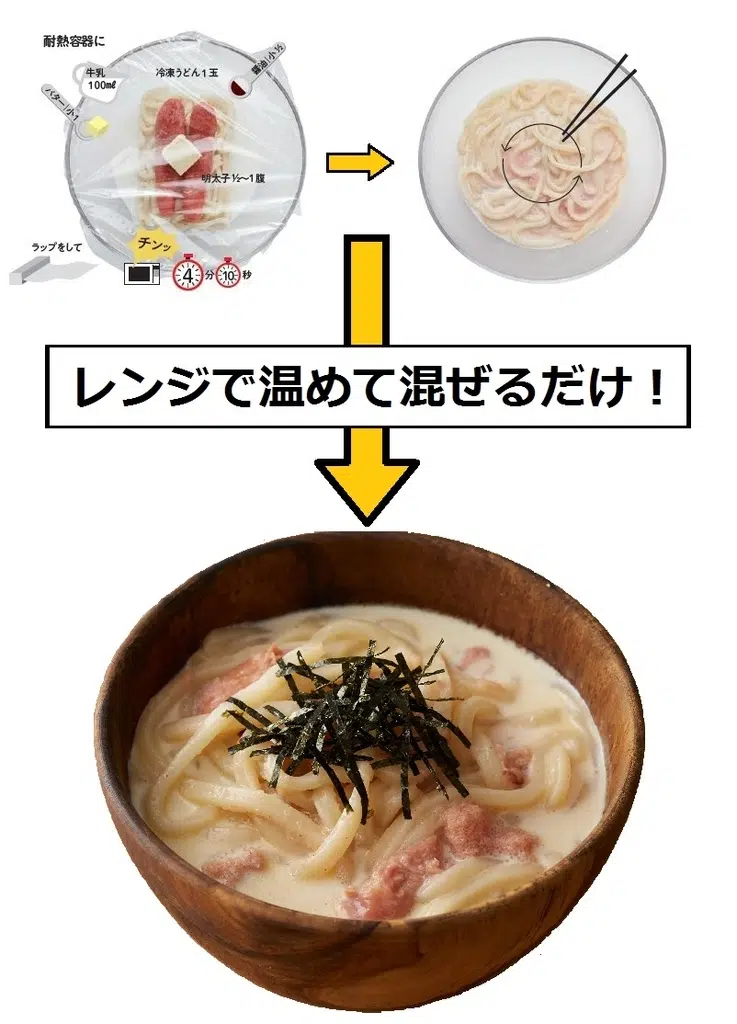 耐熱容器に
牛乳
100ml
冷凍うどん1玉
醤油 小½
バター 小1
明太子½〜1腹
ラップをして
チンッ
4分10秒
レンジで温めて混ぜるだけ！